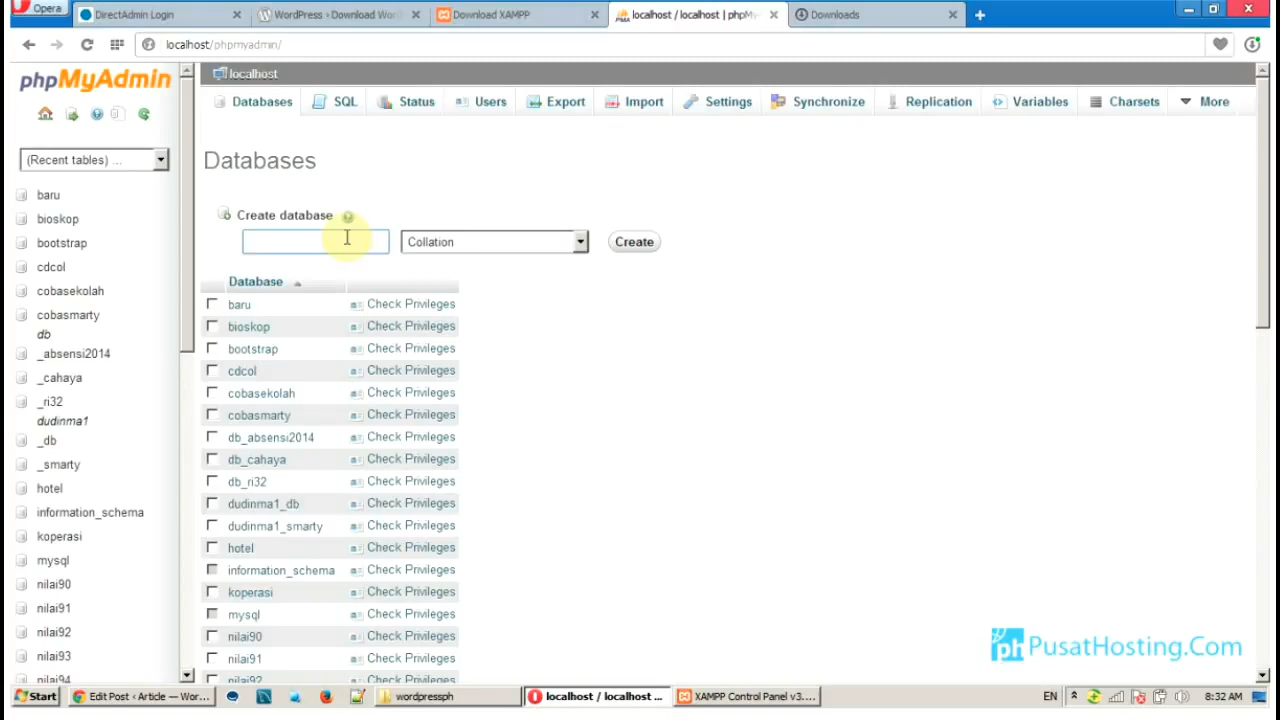 Opera
DirectAdmin Login
WordPress › Download Wor
Download XAMPP
localhost / localhost | phpMy
Downloads
localhost/phpmyadmin/
phpMyAdmin
(Recent tables) ...
baru
bioskop
bootstrap
cdcol
cobasekolah
cobasmarty
db
_absensi2014
_cahaya
_ri32
dudinma1
_db
_smarty
hotel
information_schema
koperasi
mysql
nilai90
nilai91
nilai92
nilai93
nilai94
localhost
Databases
SQL
Status
Users
Export
Import
Settings
Synchronize
Replication
Variables
Charsets
More
Databases
Create database
Collation
Create
Database
baru Check Privileges
bioskop Check Privileges
bootstrap Check Privileges
cdcol Check Privileges
cobasekolah Check Privileges
cobasmarty Check Privileges
db_absensi2014 Check Privileges
db_cahaya Check Privileges
db_ri32 Check Privileges
dudinma1_db Check Privileges
dudinma1_smarty Check Privileges
hotel Check Privileges
information_schema Check Privileges
koperasi Check Privileges
mysql Check Privileges
nilai90 Check Privileges
nilai91 Check Privileges
nilai92 Check Privileges
ph PusatHosting.Com
Start
Edit Post ‹ Article — Wor...
wordpressph
localhost / localhost ...
XAMPP Control Panel v3....
EN
8:32 AM